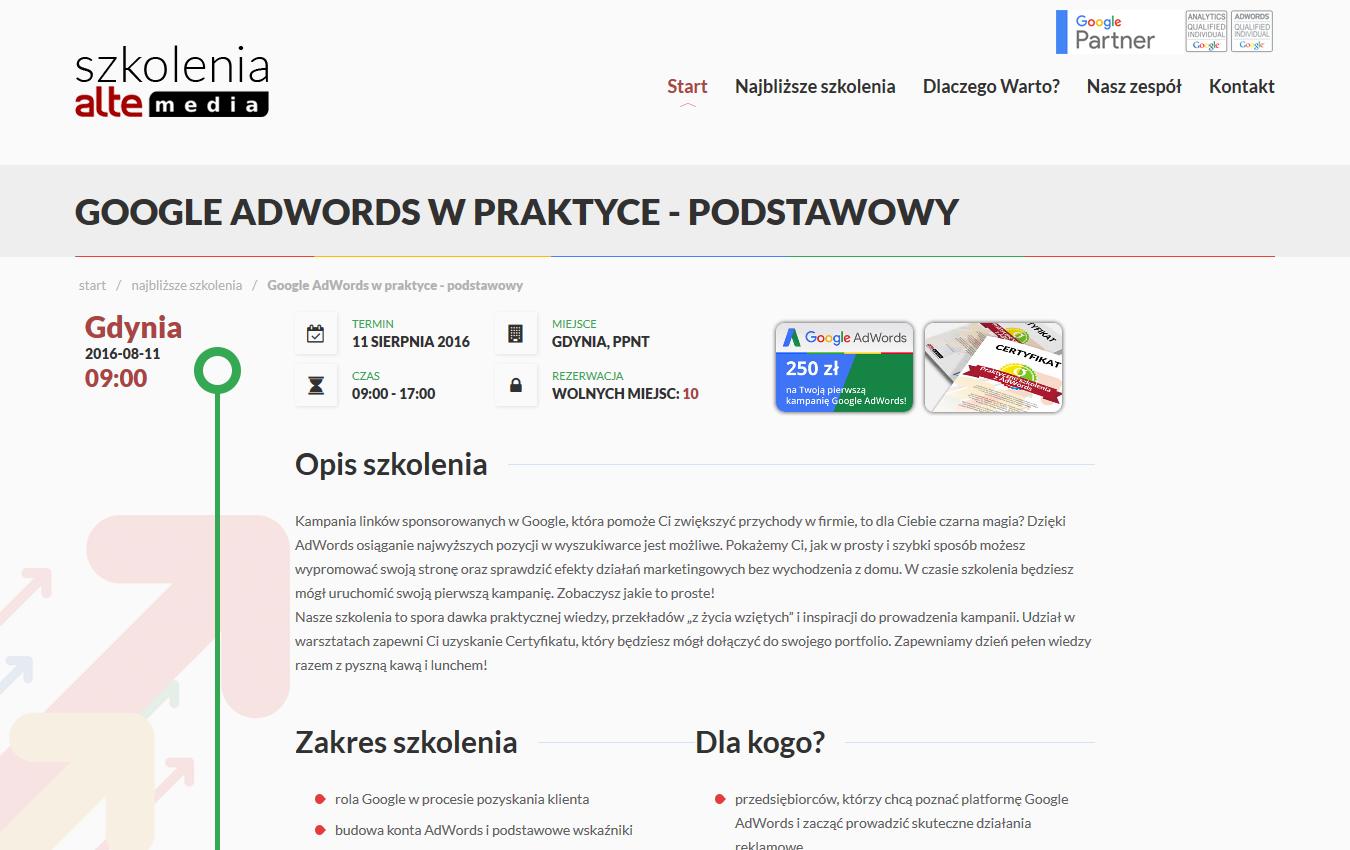 szkolenia
alte media
Google Partner
ANALYTICS QUALIFIED INDIVIDUAL Google
ADWORDS QUALIFIED INDIVIDUAL Google
Start Najbliższe szkolenia Dlaczego Warto? Nasz zespół Kontakt
GOOGLE ADWORDS W PRAKTYCE - PODSTAWOWY
start / najbliższe szkolenia / Google AdWords w praktyce - podstawowy
Gdynia
2016-08-11
09:00
TERMIN
11 SIERPNIA 2016
MIEJSCE
GDYNIA, PPNT
CZAS
09:00 - 17:00
REZERWACJA
WOLNYCH MIEJSC: 10
Google AdWords
250 zł
na Twoją pierwszą
kampanię Google AdWords!
CERTYFIKAT
Praktyczne szkolenia
z AdWords
Opis szkolenia
Kampania linków sponsorowanych w Google, która pomoże Ci zwiększyć przychody w firmie, to dla Ciebie czarna magia? Dzięki
AdWords osiąganie najwyższych pozycji w wyszukiwarce jest możliwe. Pokażemy Ci, jak w prosty i szybki sposób możesz
wypromować swoją stronę oraz sprawdzić efekty działań marketingowych bez wychodzenia z domu. W czasie szkolenia będziesz
mógł uruchomić swoją pierwszą kampanię. Zobaczysz jakie to proste!
Nasze szkolenia to spora dawka praktycznej wiedzy, przekładów „z życia wziętych” i inspiracji do prowadzenia kampanii. Udział w
warsztatach zapewni Ci uzyskanie Certyfikatu, który będziesz mógł dołączyć do swojego portfolio. Zapewniamy dzień pełen wiedzy
razem z pyszną kawą i lunchem!
Zakres szkolenia
rola Google w procesie pozyskania klienta
budowa konta AdWords i podstawowe wskaźniki
Dla kogo?
przedsiębiorców, którzy chcą poznać platformę Google
AdWords i zacząć prowadzić skuteczne działania
reklamowe